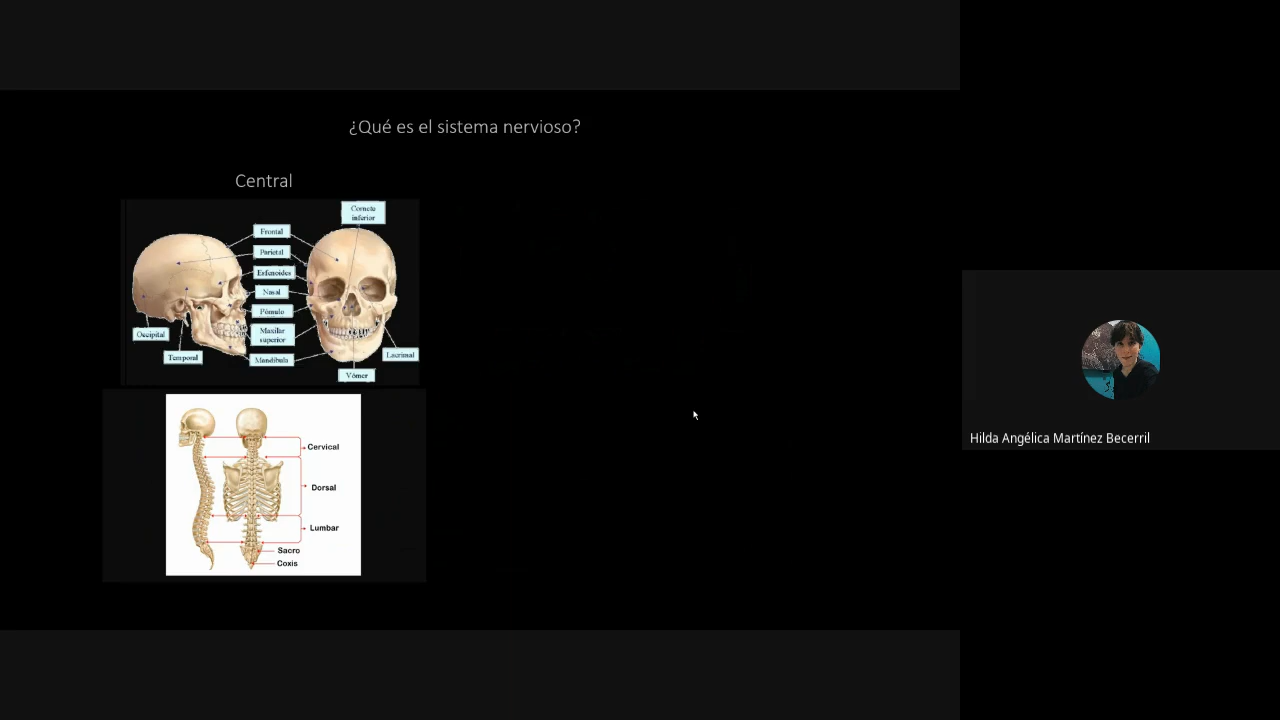 ¿Qué es el sistema nervioso?
Central
Cornete
inferior
Frontal
Parietal
Esfenoides
Nasal
Pómulo
Maxilar
superior
Mandíbula
Occipital
Temporal
Lacrimal
Vómer
Cervical
Dorsal
Lumbar
Sacro
Coxis
Hilda Angélica Martínez Becerril